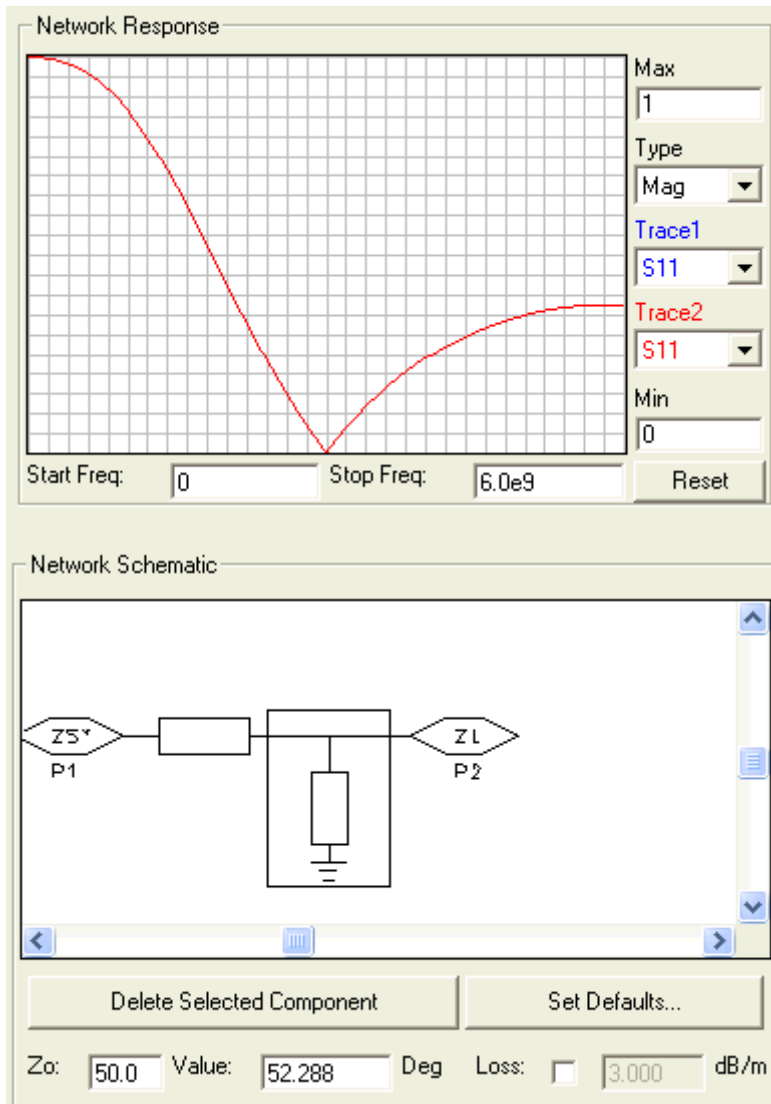 Network Response
Max
1
Type
Mag
Trace1
S11
Trace2
S11
Min
0
Start Freq: 0 Stop Freq: 6.0e9 Reset
Network Schematic
ZS* ZL
P1 P2
Delete Selected Component Set Defaults...
Zo: 50.0 Value: 52.288 Deg Loss: 3.000 dB/m